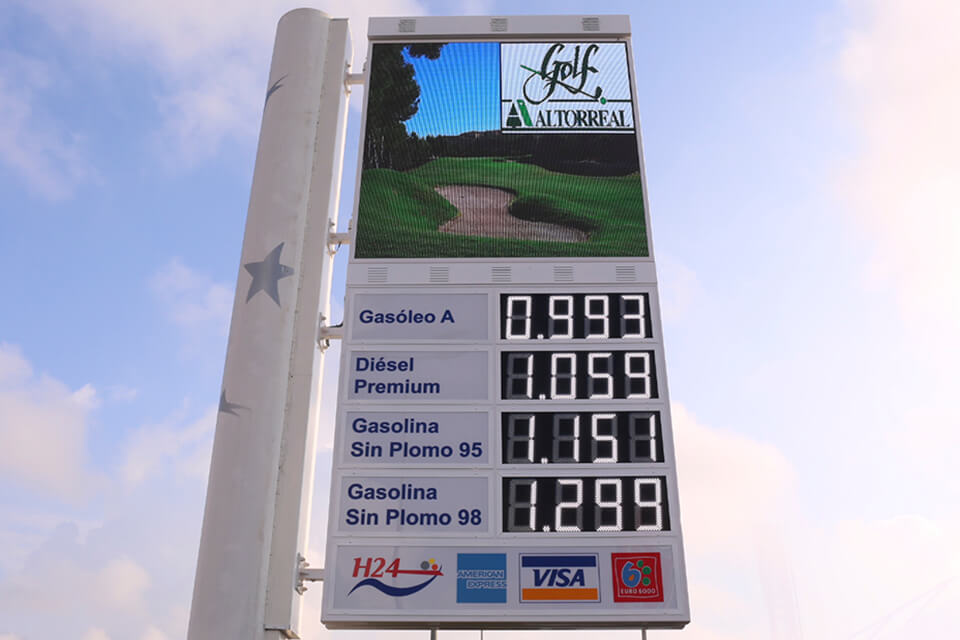 Golf
ALTORREAL
Gasóleo A 0.993
Diésel
Premium 1.059
Gasolina
Sin Plomo 95 1.151
Gasolina
Sin Plomo 98 1.299
H24 AMERICAN EXPRESS VISA 6 EURO 6000